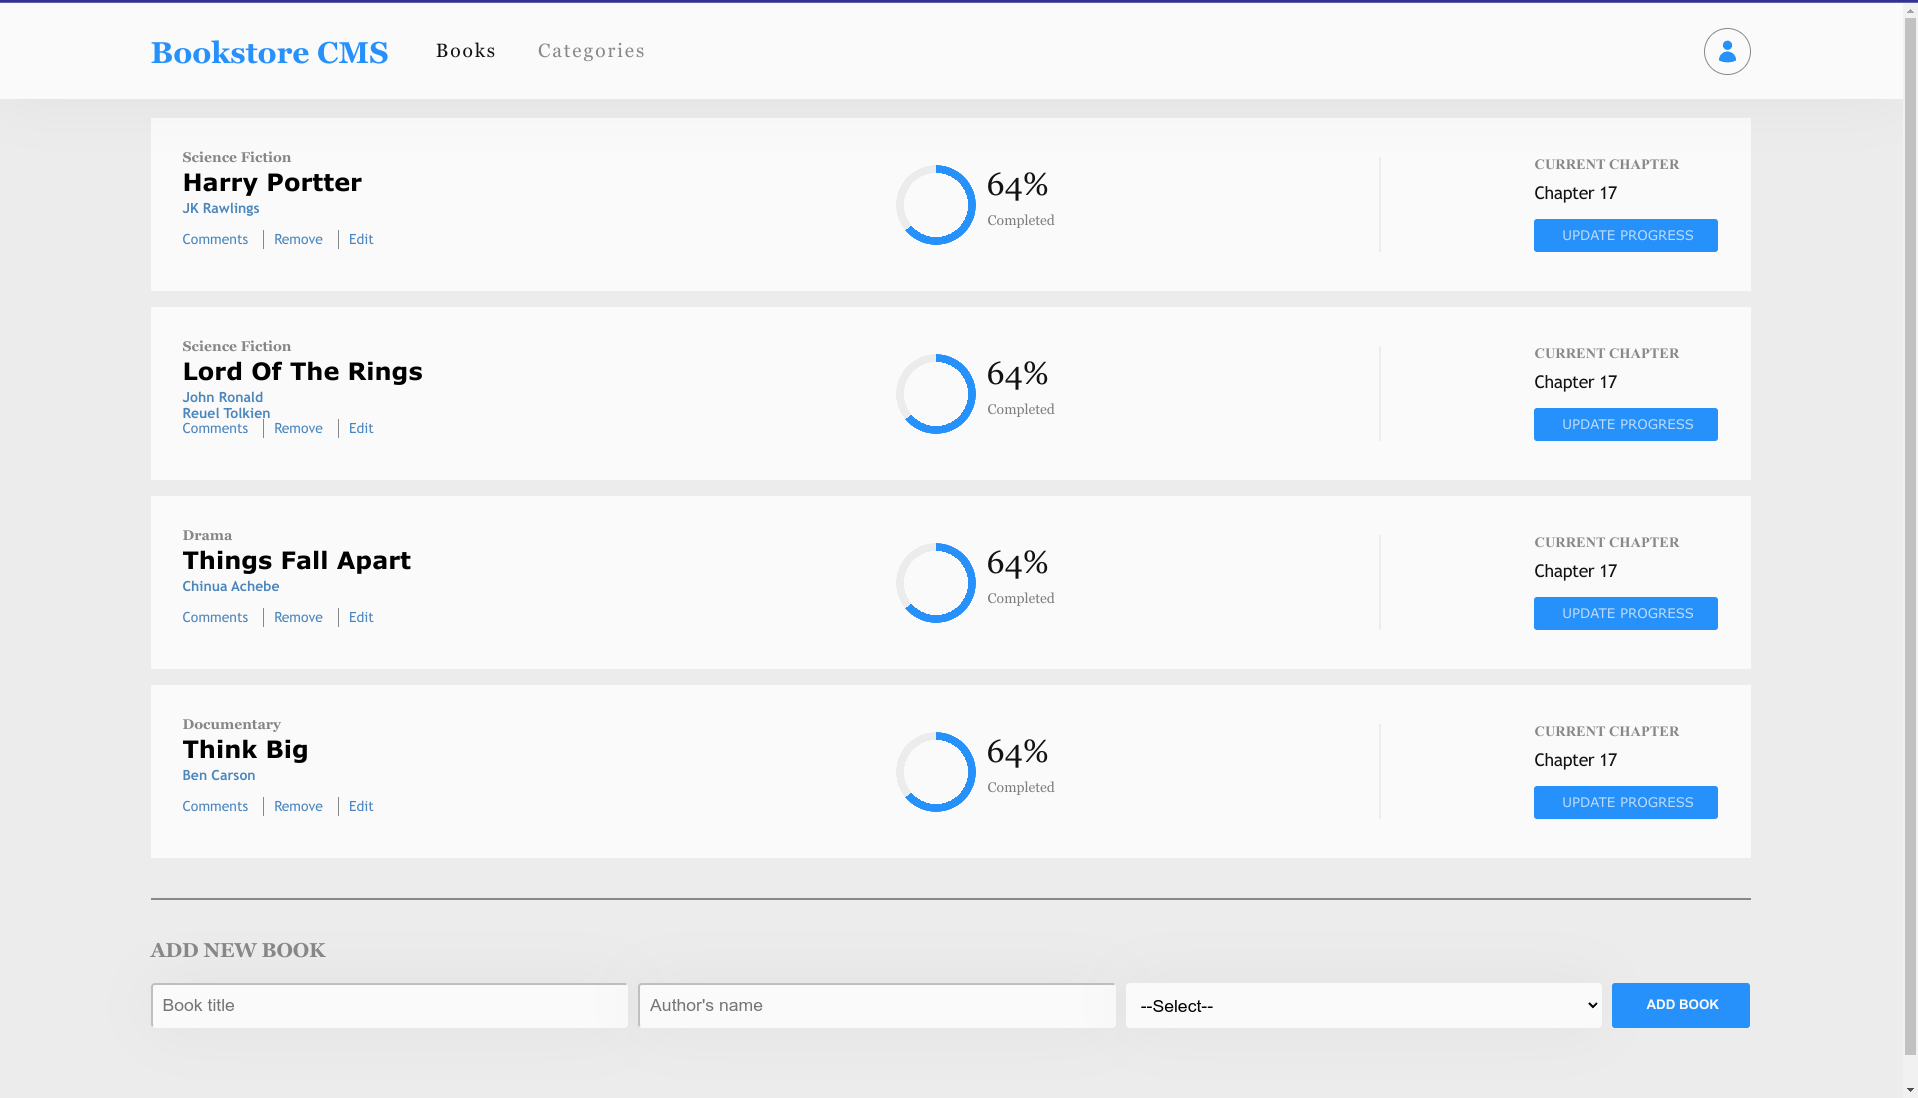 Bookstore CMS
Books
Categories
Science Fiction
Harry Portter
JK Rawlings
Comments
Remove
Edit
64%
Completed
CURRENT CHAPTER
Chapter 17
UPDATE PROGRESS
Science Fiction
Lord Of The Rings
John Ronald
Reuel Tolkien
Comments
Remove
Edit
64%
Completed
CURRENT CHAPTER
Chapter 17
UPDATE PROGRESS
Drama
Things Fall Apart
Chinua Achebe
Comments
Remove
Edit
64%
Completed
CURRENT CHAPTER
Chapter 17
UPDATE PROGRESS
Documentary
Think Big
Ben Carson
Comments
Remove
Edit
64%
Completed
CURRENT CHAPTER
Chapter 17
UPDATE PROGRESS
ADD NEW BOOK
Book title
Author's name
--Select--
ADD BOOK